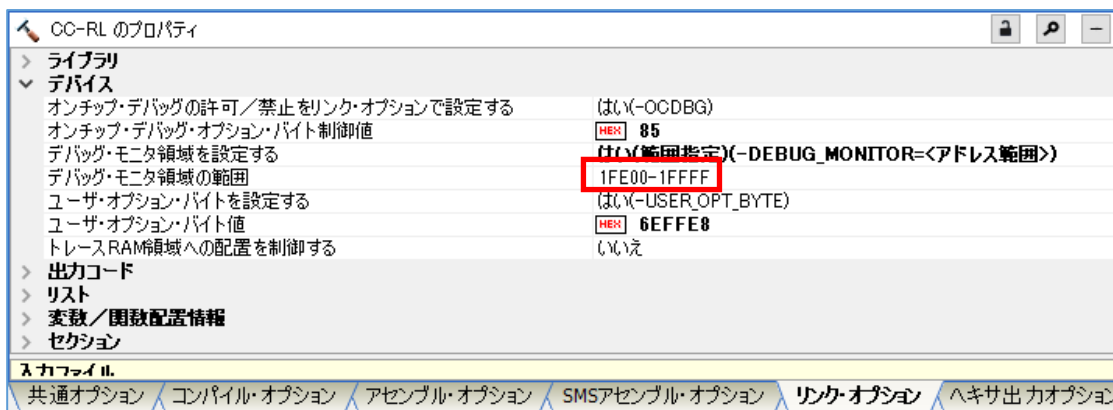 CC-RL のプロパティ
ライブラリ
デバイス
オンチップ・デバッグの許可／禁止をリンク・オプションで設定する はい(-OCDBG)
オンチップ・デバッグ・オプション・バイト制御値 HEX 85
デバッグ・モニタ領域を設定する はい(範囲指定)(-DEBUG_MONITOR=<アドレス範囲>)
デバッグ・モニタ領域の範囲 1FE00-1FFFF
ユーザ・オプション・バイトを設定する はい(-USER_OPT_BYTE)
ユーザ・オプション・バイト値 HEX 6EFFE8
トレースRAM領域への配置を制御する いいえ
出力コード
リスト
変数／関数配置情報
セクション
入力ファイル
共通オプション コンパイル・オプション アセンブル・オプション SMSアセンブル・オプション リンク・オプション ヘキサ出力オプション